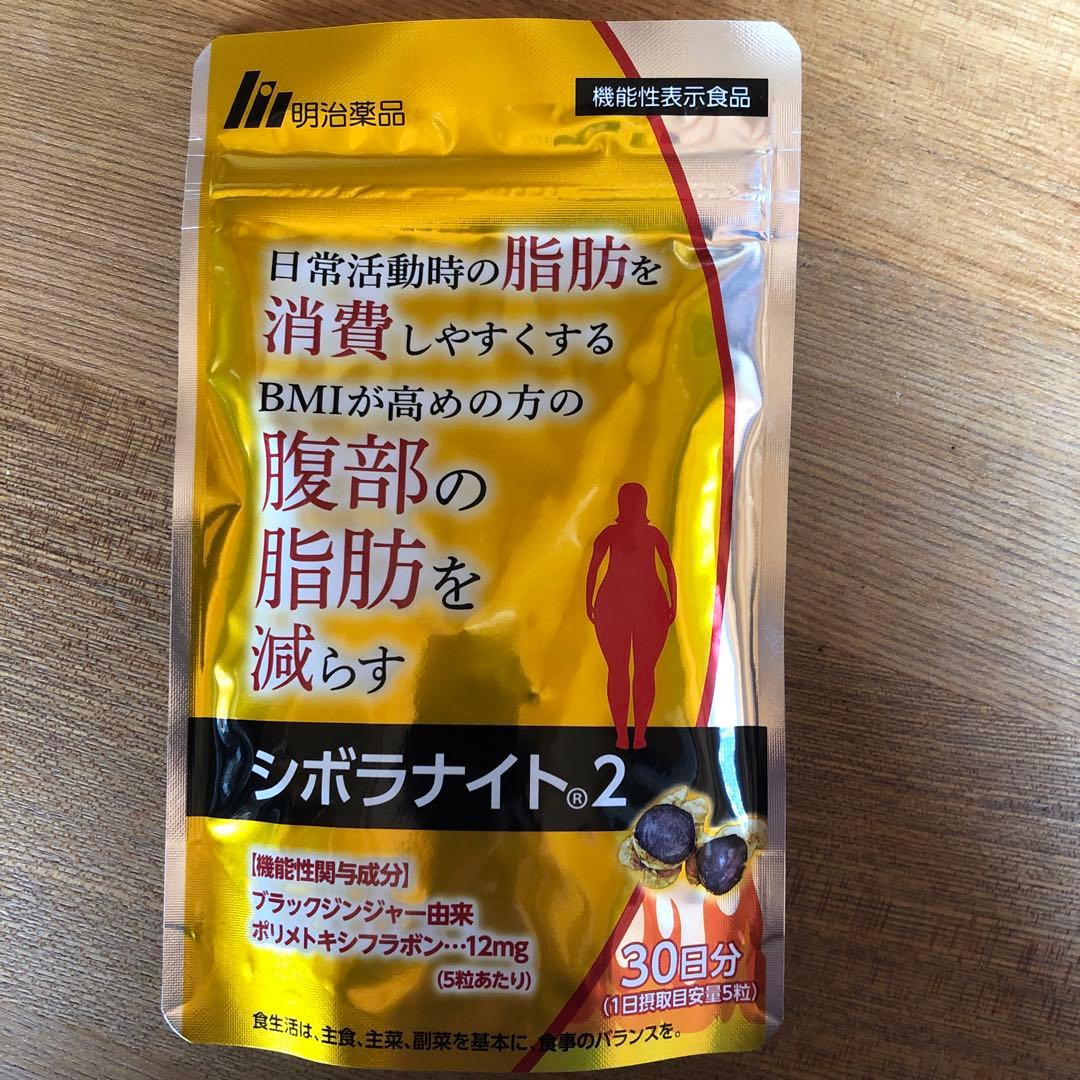 明治薬品
機能性表示食品
日常活動時の脂肪を
消費しやすくする
BMIが高めの方の
腹部の
脂肪を
減らす
シボラナイト®2
【機能性関与成分】
ブラックジンジャー由来
ポリメトキシフラボン…12mg
(5粒あたり)
30日分
(1日摂取目安量5粒)
食生活は、主食、主菜、副菜を基本に、食事のバランスを。